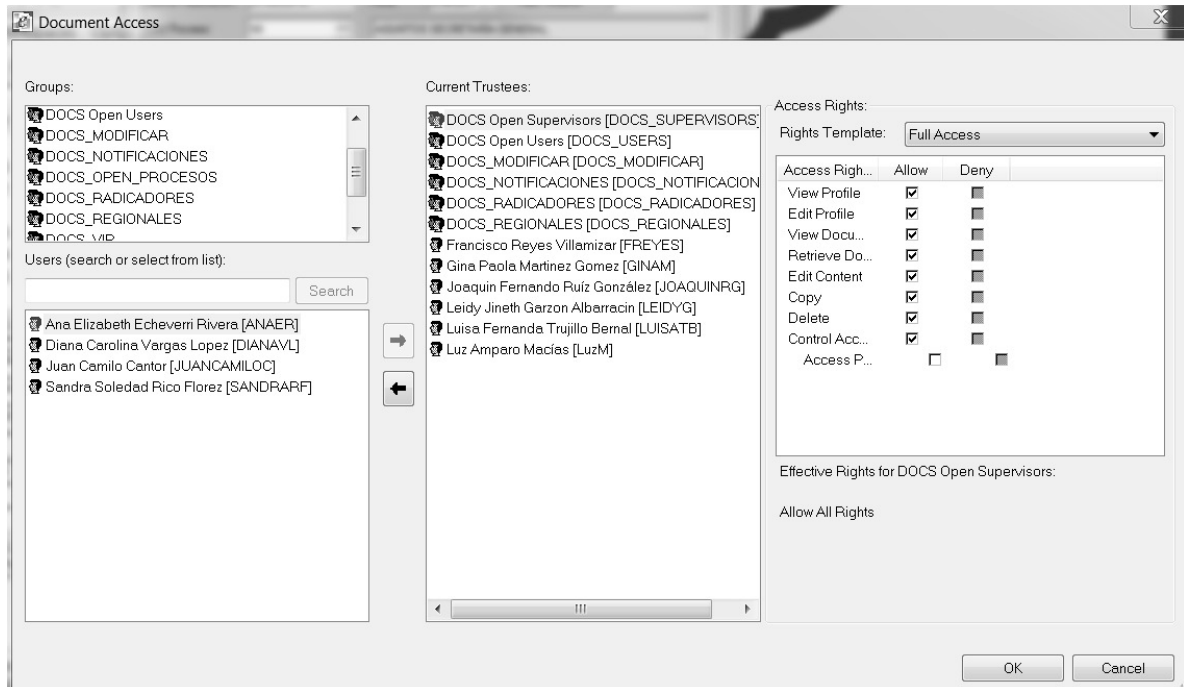 Document Access
Groups:
DOCS Open Users
DOCS_MODIFICAR
DOCS_NOTIFICACIONES
DOCS_OPEN_PROCESOS
DOCS_RADICADORES
DOCS_REGIONALES
DOCS_VIP
Users (search or select from list):
Search
Ana Elizabeth Echeverri Rivera [ANAER]
Diana Carolina Vargas Lopez [DIANAVL]
Juan Camilo Cantor [JUANCAMILOC]
Sandra Soledad Rico Florez [SANDRARF]
Current Trustees:
DOCS Open Supervisors [DOCS_SUPERVISORS]
DOCS Open Users [DOCS_USERS]
DOCS_MODIFICAR [DOCS_MODIFICAR]
DOCS_NOTIFICACIONES [DOCS_NOTIFICACION
DOCS_RADICADORES [DOCS_RADICADORES]
DOCS_REGIONALES [DOCS_REGIONALES]
Francisco Reyes Villamizar [FREYES]
Gina Paola Martinez Gomez [GINAM]
Joaquin Fernando Ruíz González [JOAQUINRG]
Leidy Jineth Garzon Albarracin [LEIDYG]
Luisa Fernanda Trujillo Bernal [LUISATB]
Luz Amparo Macías [LuzM]
Access Rights:
Rights Template: Full Access
Access Righ... Allow Deny
View Profile
Edit Profile
View Docu...
Retrieve Do...
Edit Content
Copy
Delete
Control Acc...
Access P...
Effective Rights for DOCS Open Supervisors:
Allow All Rights
OK Cancel